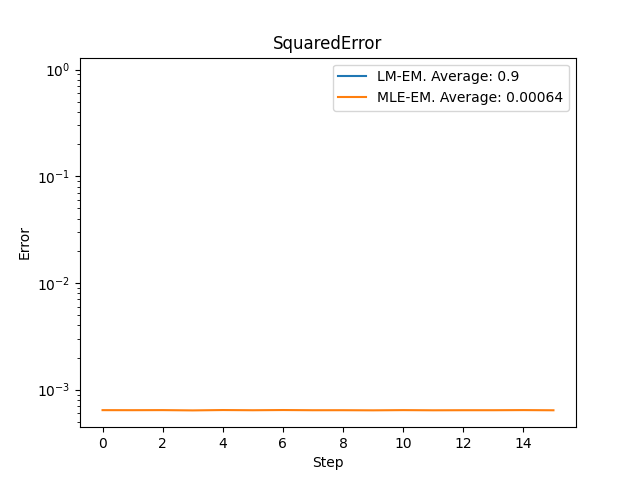 SquaredError
LM-EM. Average: 0.9
MLE-EM. Average: 0.00064
10⁰
10⁻¹
10⁻²
10⁻³
Error
0 2 4 6 8 10 12 14
Step